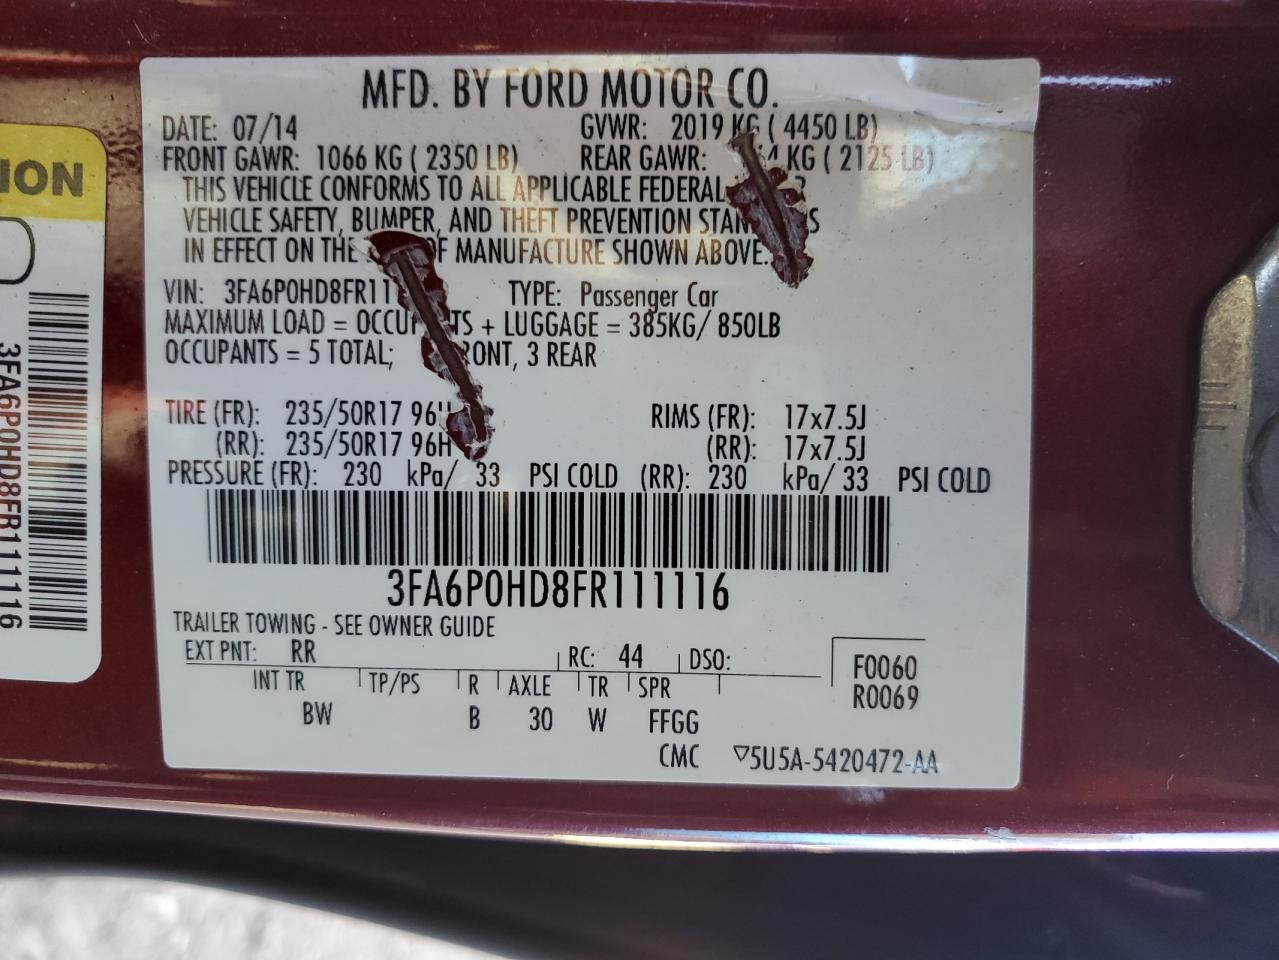 MFD. BY FORD MOTOR CO.
DATE: 07/14 GVWR: 2019 KG ( 4450 LB)
FRONT GAWR: 1066 KG ( 2350 LB) REAR GAWR: KG ( 2125 LB)
THIS VEHICLE CONFORMS TO ALL APPLICABLE FEDERAL
VEHICLE SAFETY, BUMPER, AND THEFT PREVENTION
IN EFFECT ON THE OF MANUFACTURE SHOWN ABOVE.
VIN: TYPE: Passenger Car
MAXIMUM LOAD = + LUGGAGE = 385KG/ 850LB
OCCUPANTS = 5 TOTAL; 3 REAR
TIRE (FR): 235/50R17 96H RIMS (FR): 17x7.5J
(RR): 235/50R17 96H (RR): 17x7.5J
PRESSURE (FR): 230 kPa/ 33 PSI COLD (RR): 230 kPa/ 33 PSI COLD
3FA6P0HD8FR111116
TRAILER TOWING - SEE OWNER GUIDE
EXT PNT: RR RC: 44 DSO:
INT TR TP/PS R AXLE TR SPR
BW B 30 W FFGG
F0060
R0069
CMC ▽5U5A-5420472-AA
3FA6P0HD8FR111116